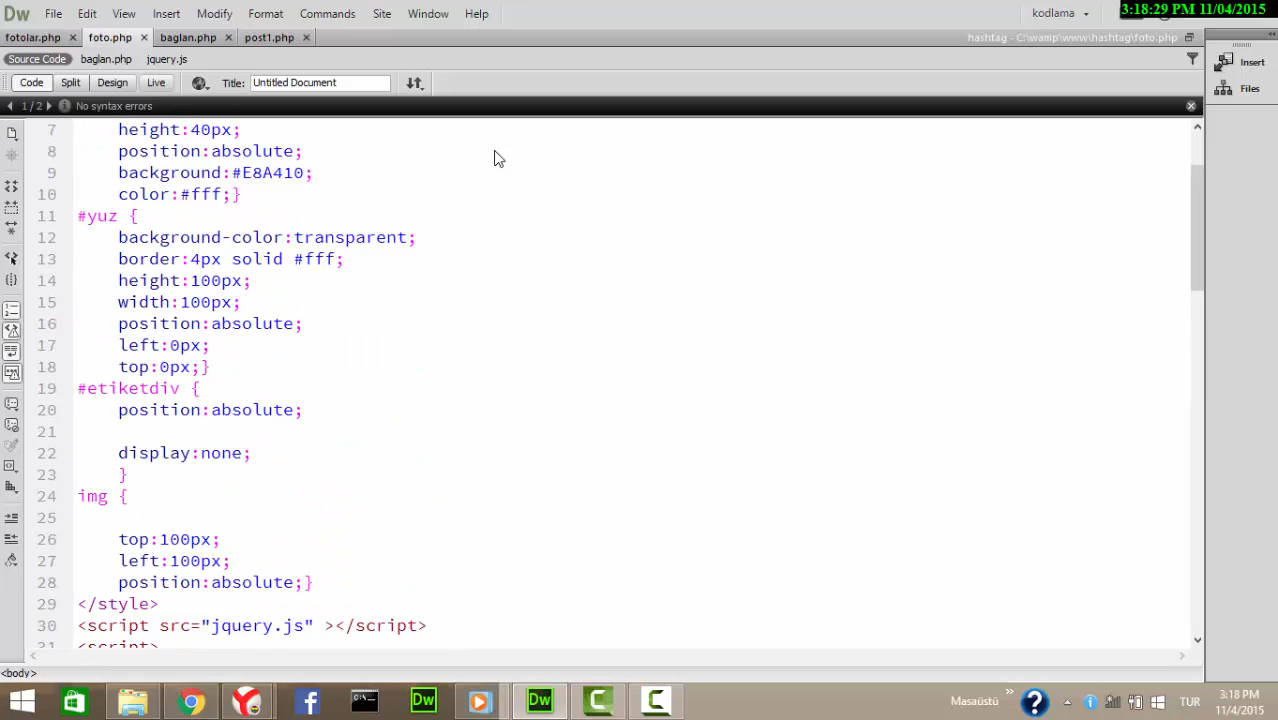 3:18:29 PM 11/04/2015
Dw File Edit View Insert Modify Format Commands Site Window Help kodlama
fotolar.php × foto.php × baglan.php × post1.php × hashtag - C:\wamp\www\hashtag\foto.php
Source Code baglan.php jquery.js
Code Split Design Live Title: Untitled Document
1 / 2 No syntax errors
Insert
Files
7 height:40px;
8 position:absolute;
9 background:#E8A410;
10 color:#fff;}
11 #yuz {
12 background-color:transparent;
13 border:4px solid #fff;
14 height:100px;
15 width:100px;
16 position:absolute;
17 left:0px;
18 top:0px;}
19 #etiketdiv {
20 position:absolute;
21
22 display:none;
23 }
24 img {
25
26 top:100px;
27 left:100px;
28 position:absolute;}
29 </style>
30 <script src="jquery.js" ></script>
31 <script>
<body>
Dw Dw Masaüstü » TUR 3:18 PM
11/4/2015